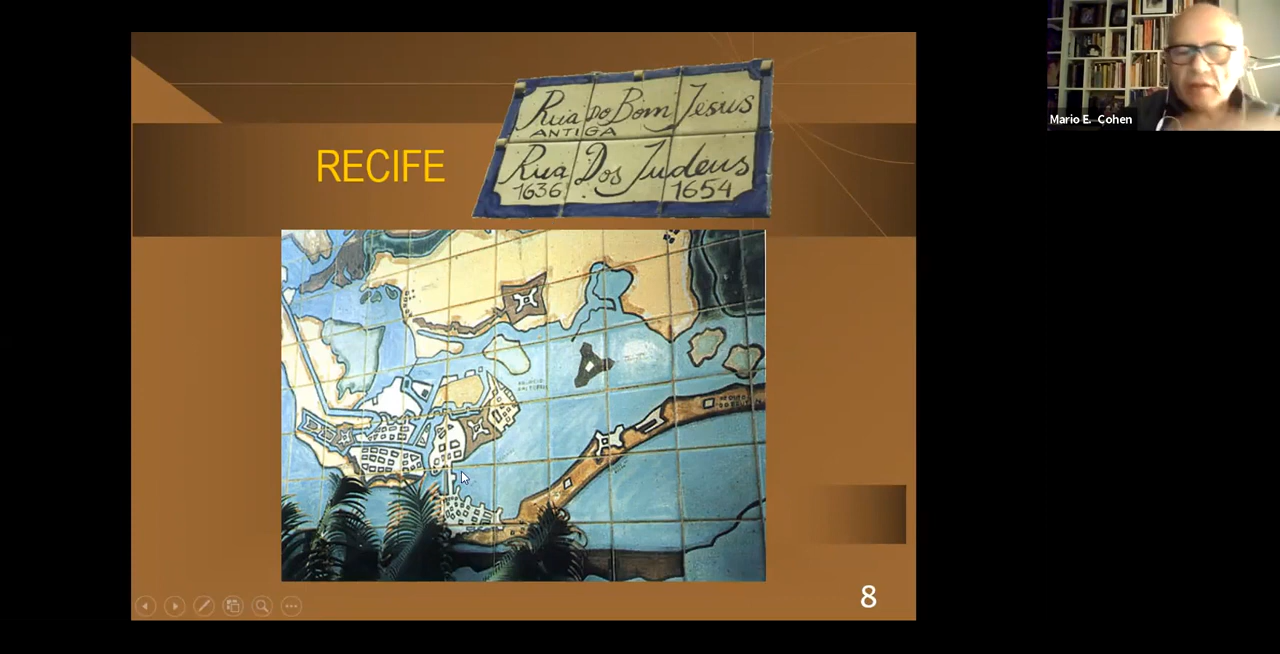 RECIFE
Rua Do Bom Jesus
ANTIGA
Rua Dos Judeus
1636 1654
Mario E. Cohen
8